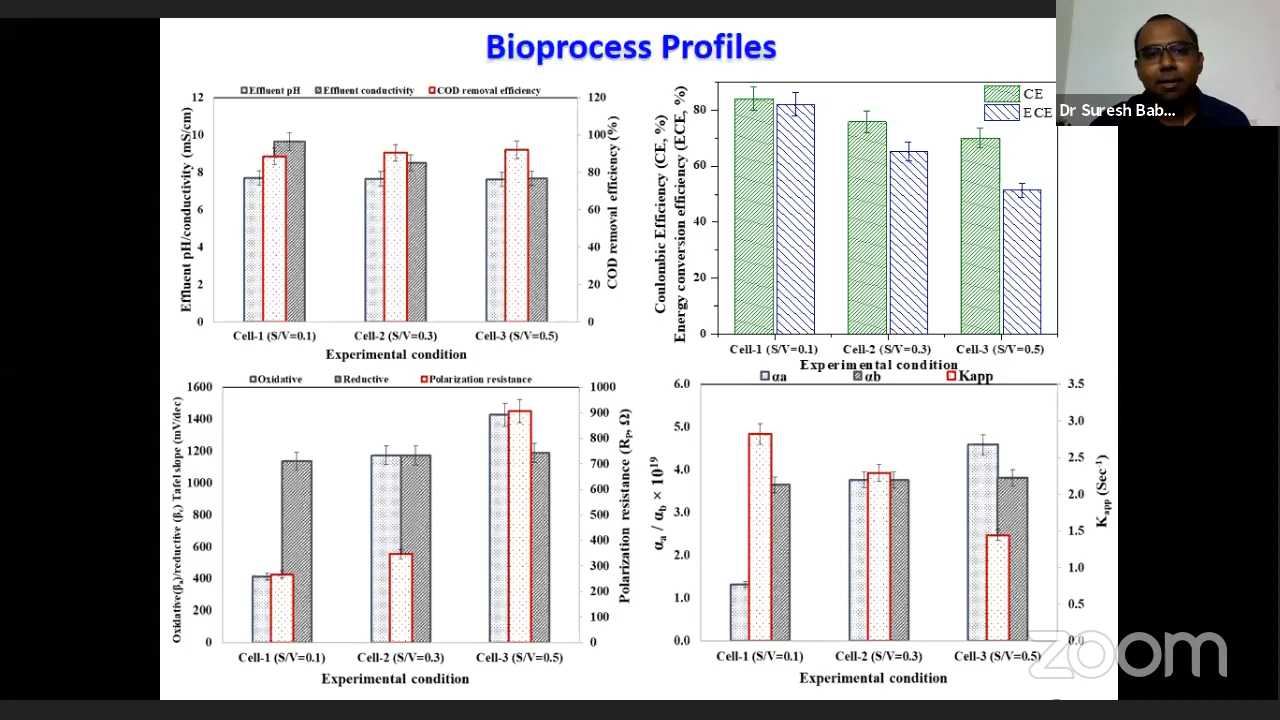 Bioprocess Profiles
Dr Suresh Bab...
Effluent pH Effluent conductivity COD removal efficiency
Effluent pH/conductivity (mS/cm)
12
10
8
6
4
2
0
COD removal efficiency (%)
120
100
80
60
40
20
0
Cell-1 (S/V=0.1) Cell-2 (S/V=0.3) Cell-3 (S/V=0.5)
Experimental condition
CE
ECE
Coulombic Efficiency (CE, %)
Energy conversion efficiency (ECE, %)
80
60
40
20
0
Cell-1 (S/V=0.1) Cell-2 (S/V=0.3) Cell-3 (S/V=0.5)
Experimental condition
Oxidative Reductive Polarization resistance
Oxidative(βa)/reductive (βc) Tafel slope (mV/dec)
1600
1400
1200
1000
800
600
400
200
0
Polarization resistance (RP, Ω)
1000
900
800
700
600
500
400
300
200
100
0
Cell-1 (S/V=0.1) Cell-2 (S/V=0.3) Cell-3 (S/V=0.5)
Experimental condition
αa αb Kapp
αa / αb × 10¹⁹
6.0
5.0
4.0
3.0
2.0
1.0
0.0
Kapp (Sec⁻¹)
3.5
3.0
2.5
2.0
1.5
1.0
0.5
0.0
Cell-1 (S/V=0.1) Cell-2 (S/V=0.3) Cell-3 (S/V=0.5)
Experimental condition
zoom